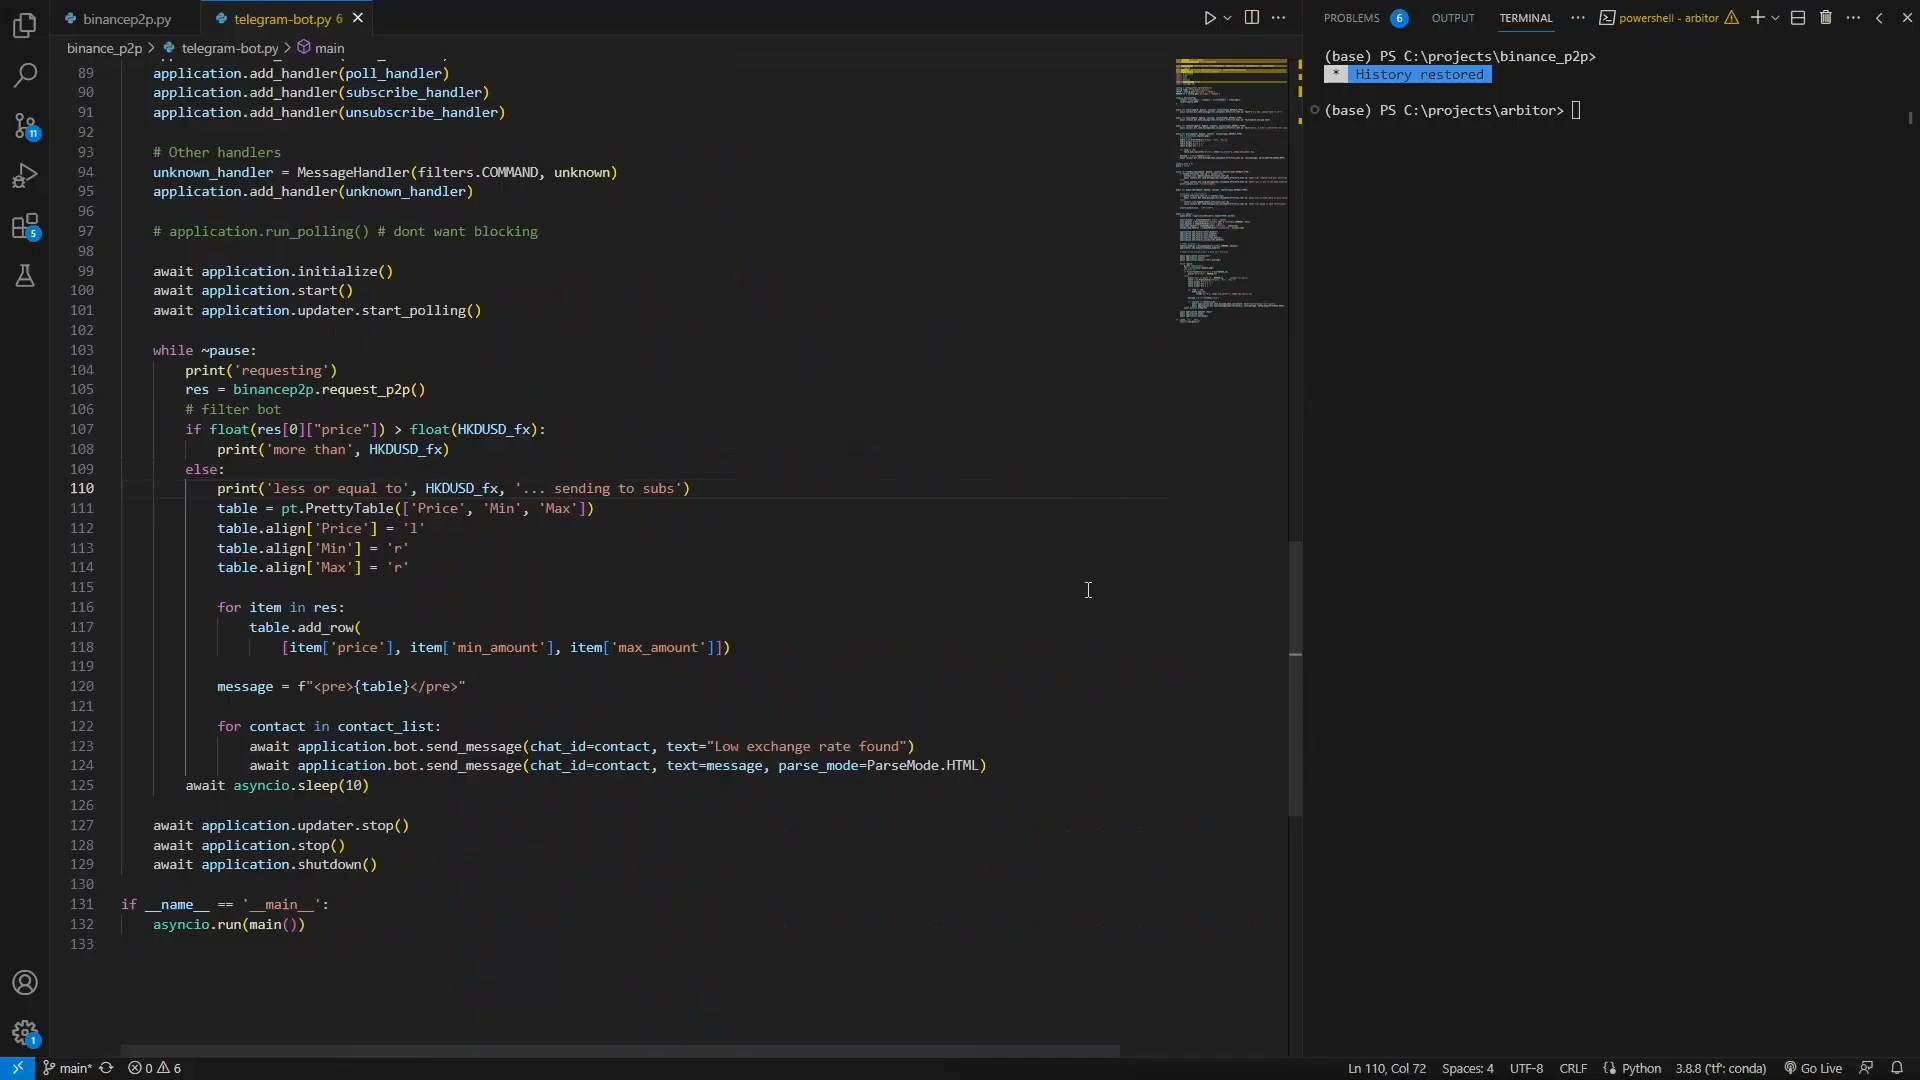 binancep2p.py
telegram-bot.py 6
PROBLEMS 6 OUTPUT TERMINAL powershell - arbitor
binance_p2p > telegram-bot.py > main
89 application.add_handler(poll_handler)
90 application.add_handler(subscribe_handler)
91 application.add_handler(unsubscribe_handler)
92
93 # Other handlers
94 unknown_handler = MessageHandler(filters.COMMAND, unknown)
95 application.add_handler(unknown_handler)
96
97 # application.run_polling() # dont want blocking
98
99 await application.initialize()
100 await application.start()
101 await application.updater.start_polling()
102
103 while ~pause:
104 print('requesting')
105 res = binancep2p.request_p2p()
106 # filter bot
107 if float(res[0]["price"]) > float(HKDUSD_fx):
108 print('more than', HKDUSD_fx)
109 else:
110 print('less or equal to', HKDUSD_fx, '... sending to subs')
111 table = pt.PrettyTable(['Price', 'Min', 'Max'])
112 table.align['Price'] = 'l'
113 table.align['Min'] = 'r'
114 table.align['Max'] = 'r'
115
116 for item in res:
117 table.add_row(
118 [item['price'], item['min_amount'], item['max_amount']])
119
120 message = f"<pre>{table}</pre>"
121
122 for contact in contact_list:
123 await application.bot.send_message(chat_id=contact, text="Low exchange rate found")
124 await application.bot.send_message(chat_id=contact, text=message, parse_mode=ParseMode.HTML)
125 await asyncio.sleep(10)
126
127 await application.updater.stop()
128 await application.stop()
129 await application.shutdown()
130
131 if __name__ == '__main__':
132 asyncio.run(main())
133
(base) PS C:\projects\binance_p2p>
* History restored
(base) PS C:\projects\arbitor>
11
5
1
main* 0 6
Ln 110, Col 72 Spaces: 4 UTF-8 CRLF Python 3.8.8 ('tf': conda) Go Live